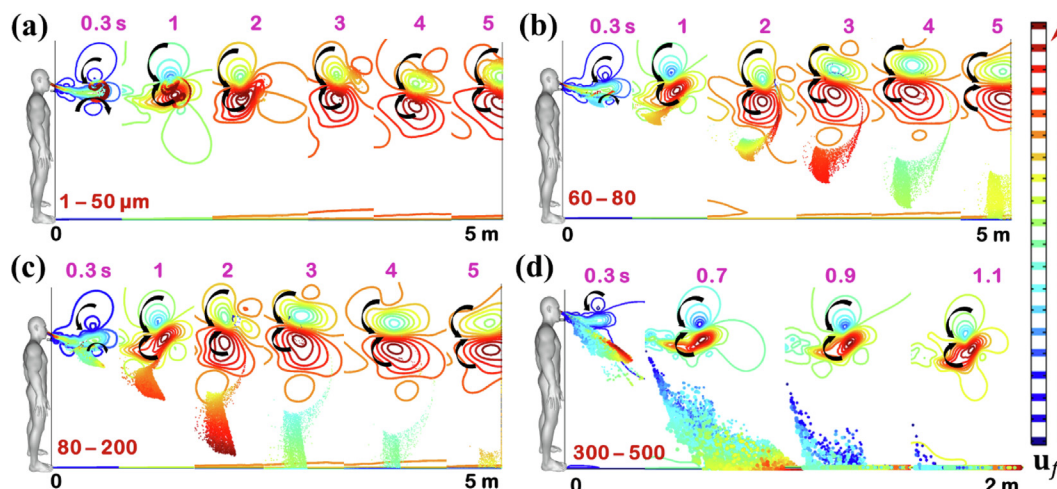 (a)
0.3 s 1 2 3 4 5
1 – 50 µm
0 5 m
(b)
0.3 s 1 2 3 4 5
60 – 80
0 5 m
(c)
0.3 s 1 2 3 4 5
80 – 200
0 5 m
(d)
0.3 s 0.7 0.9 1.1
300 – 500
0 2 m